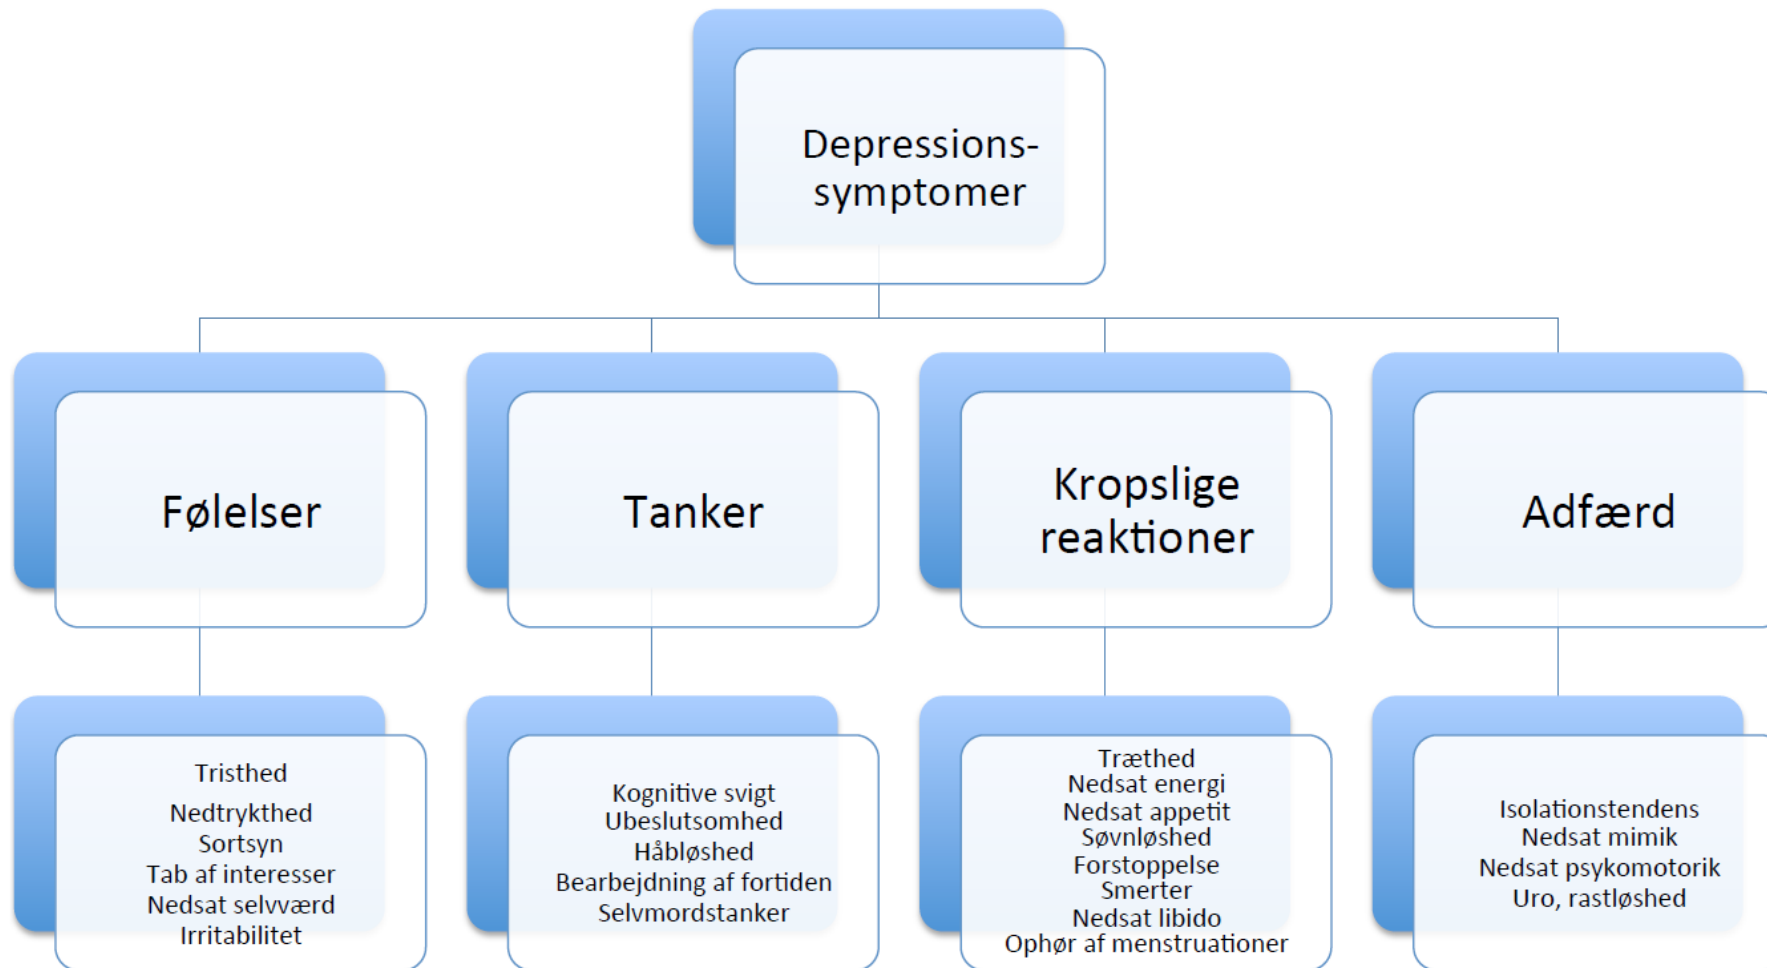 Depressions-
symptomer
Følelser
Tanker
Kropslige
reaktioner
Adfærd
Tristhed
Nedtrykthed
Sortsyn
Tab af interesser
Nedsat selvværd
Irritabilitet
Kognitive svigt
Ubeslutsomhed
Håbløshed
Bearbejdning af fortiden
Selvmordstanker
Træthed
Nedsat energi
Nedsat appetit
Søvnløshed
Forstoppelse
Smerter
Nedsat libido
Ophør af menstruationer
Isolationstendens
Nedsat mimik
Nedsat psykomotorik
Uro, rastløshed